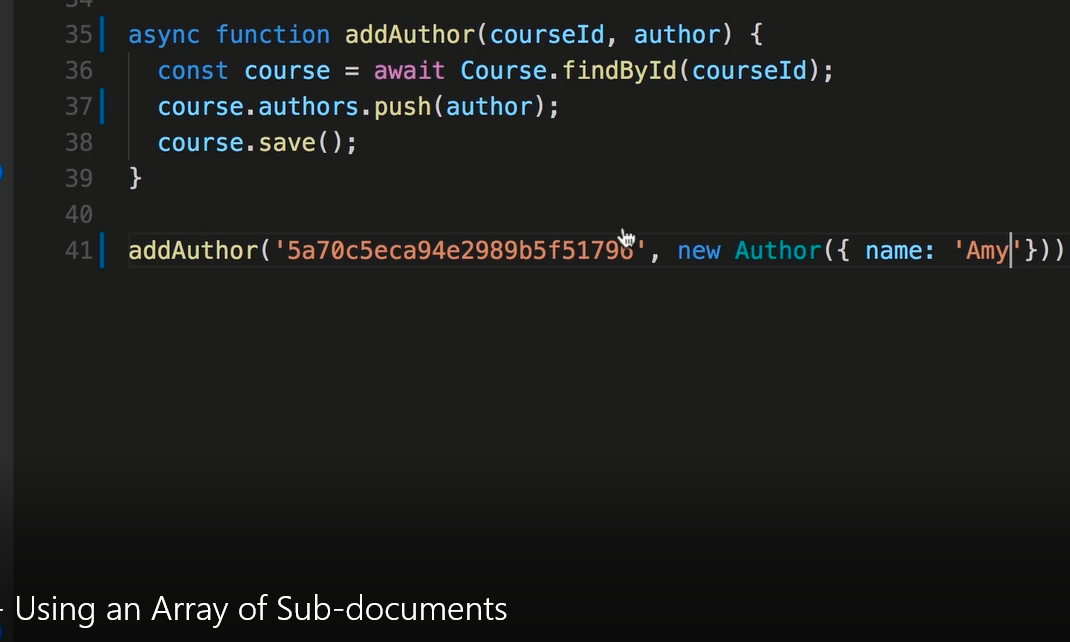 34
35 async function addAuthor(courseId, author) {
36 const course = await Course.findById(courseId);
37 course.authors.push(author);
38 course.save();
39 }
40
41 addAuthor('5a70c5eca94e2989b5f51796', new Author({ name: 'Amy'}))
- Using an Array of Sub-documents